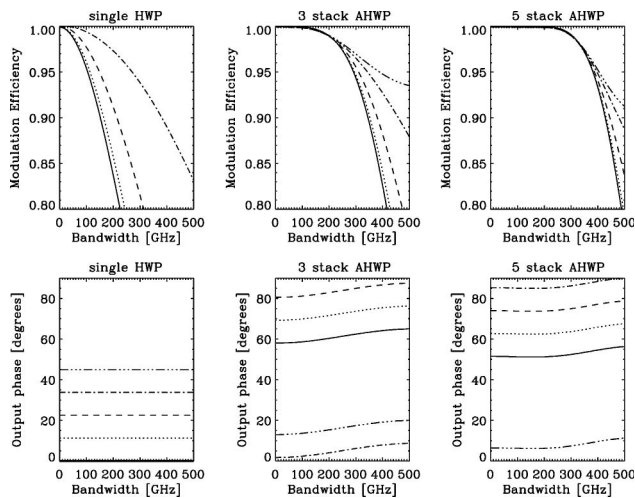 single HWP
3 stack AHWP
5 stack AHWP
Modulation Efficiency
1.00
0.95
0.90
0.85
0.80
0 100 200 300 400 500
Bandwidth [GHz]
Modulation Efficiency
1.00
0.95
0.90
0.85
0.80
0 100 200 300 400 500
Bandwidth [GHz]
Modulation Efficiency
1.00
0.95
0.90
0.85
0.80
0 100 200 300 400 500
Bandwidth [GHz]
single HWP
3 stack AHWP
5 stack AHWP
Output phase [degrees]
80
60
40
20
0
0 100 200 300 400 500
Bandwidth [GHz]
Output phase [degrees]
80
60
40
20
0
0 100 200 300 400 500
Bandwidth [GHz]
Output phase [degrees]
80
60
40
20
0
0 100 200 300 400 500
Bandwidth [GHz]